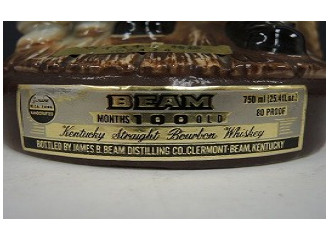 BEAM
750 ml (25.4 fl.oz.)
MONTHS 100 OLD
80 PROOF
Kentucky Straight Bourbon Whiskey
BOTTLED BY JAMES B. BEAM DISTILLING CO., CLERMONT-BEAM, KENTUCKY